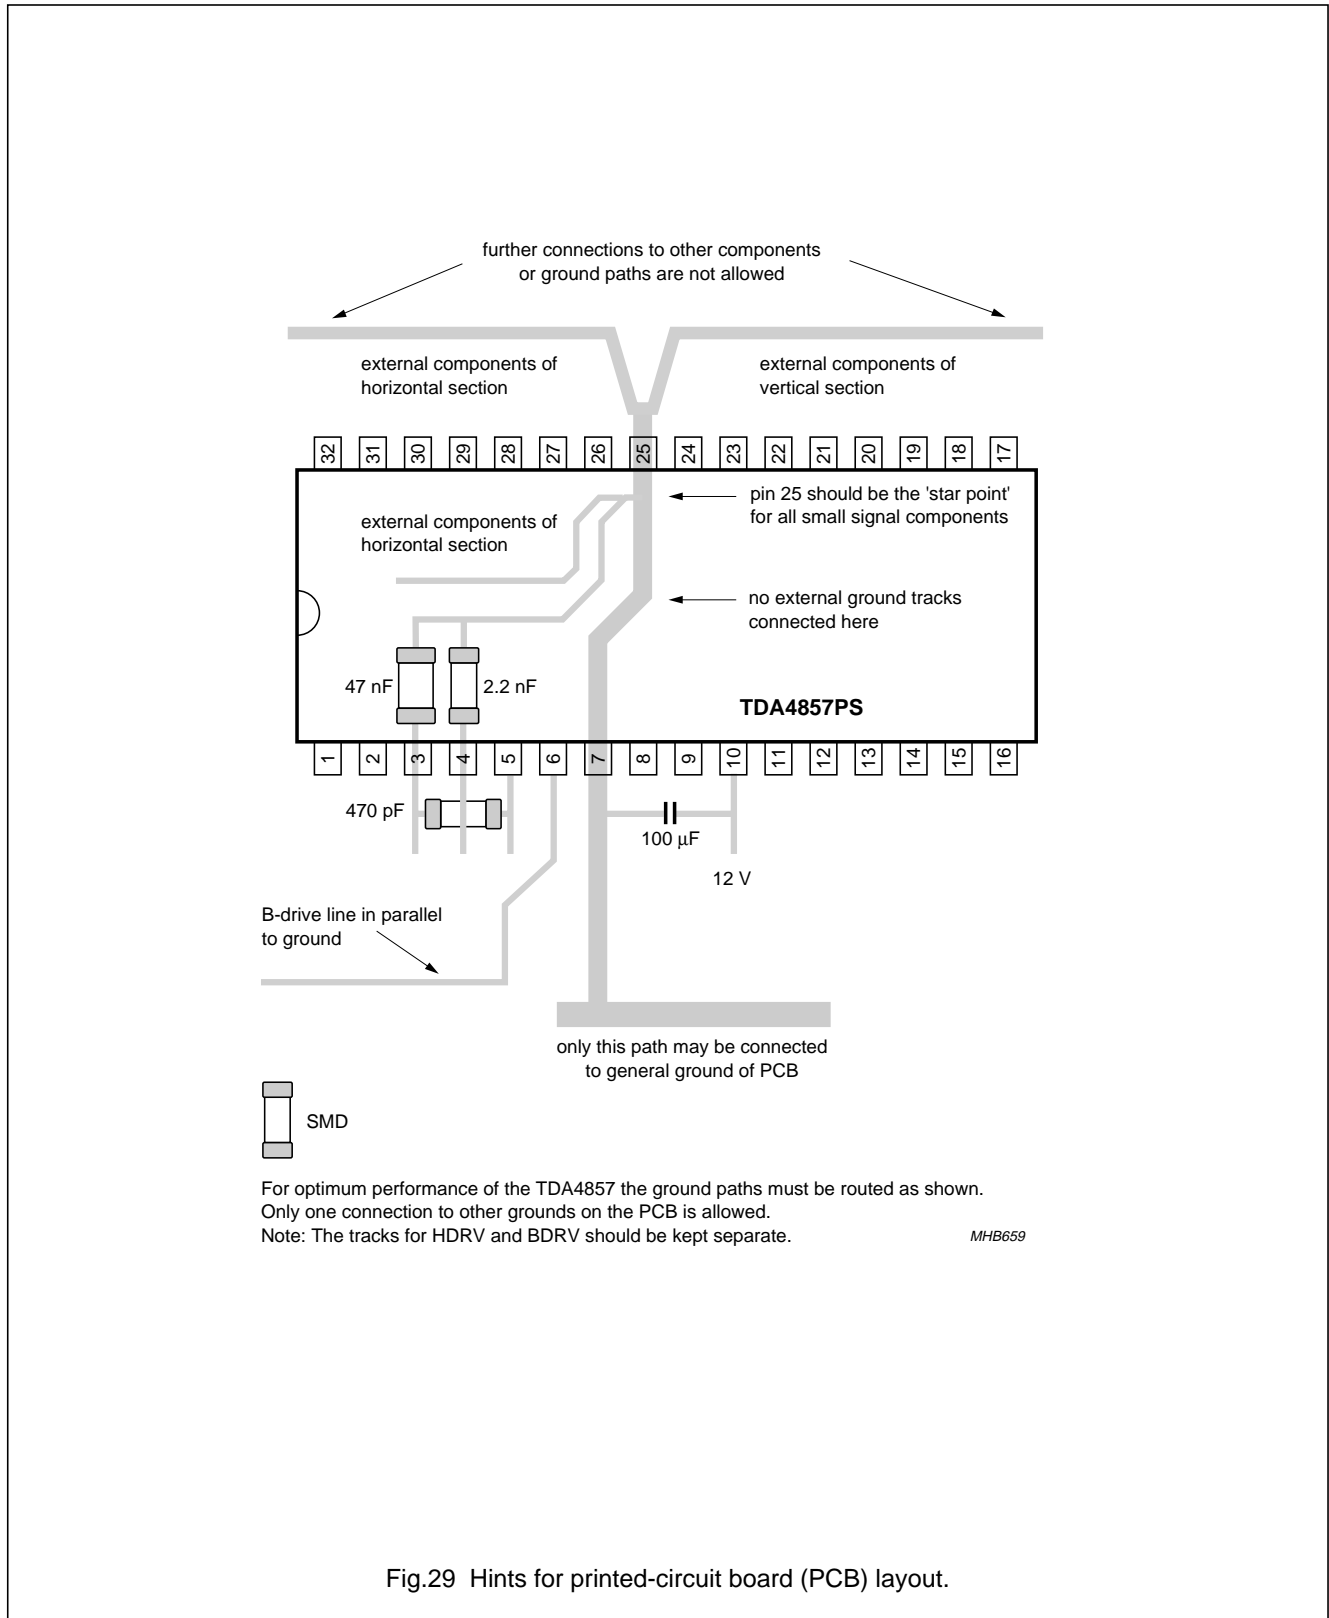 further connections to other components
or ground paths are not allowed
external components of
horizontal section
external components of
vertical section
32 31 30 29 28 27 26 25 24 23 22 21 20 19 18 17
pin 25 should be the 'star point'
for all small signal components
external components of
horizontal section
no external ground tracks
connected here
47 nF
2.2 nF
TDA4857PS
1 2 3 4 5 6 7 8 9 10 11 12 13 14 15 16
470 pF
100 μF
12 V
B-drive line in parallel
to ground
only this path may be connected
to general ground of PCB
SMD
For optimum performance of the TDA4857 the ground paths must be routed as shown.
Only one connection to other grounds on the PCB is allowed.
Note: The tracks for HDRV and BDRV should be kept separate.
MHB659
Fig.29 Hints for printed-circuit board (PCB) layout.